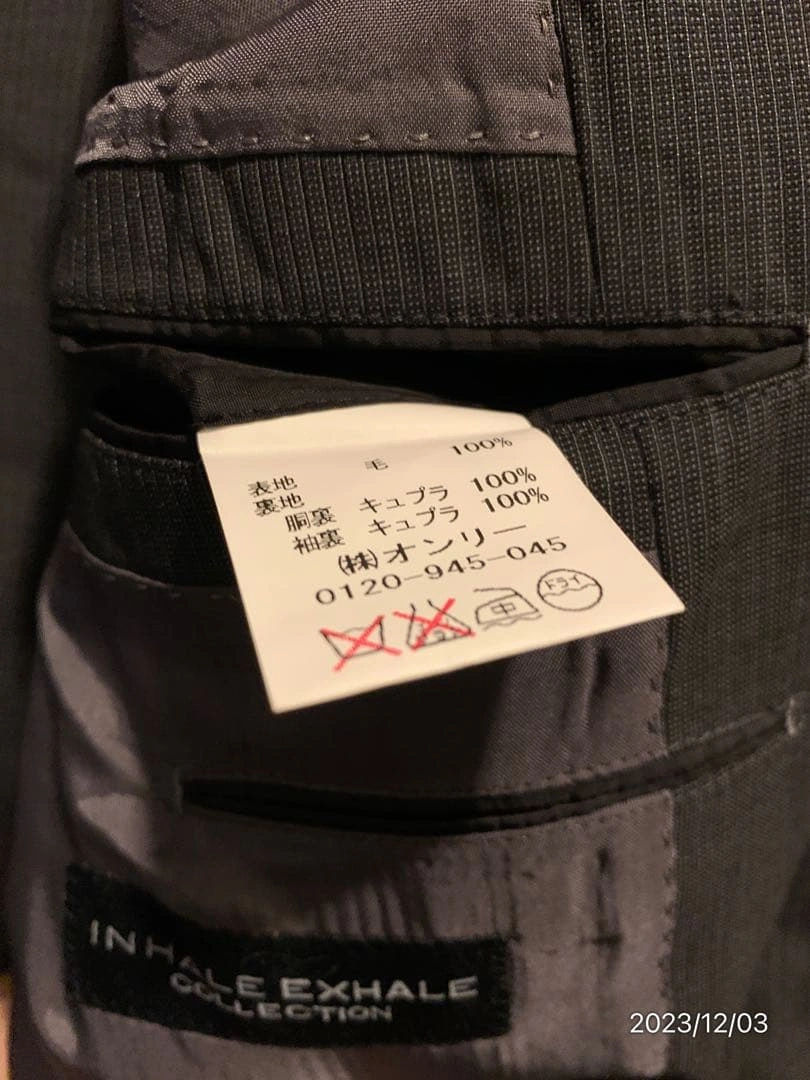 表地 毛 100%
裏地
胴裏 キュプラ 100%
袖裏 キュプラ 100%
㈱オンリー
0120-945-045
中 ドライ
INHALE EXHALE
COLLECTION
2023/12/03